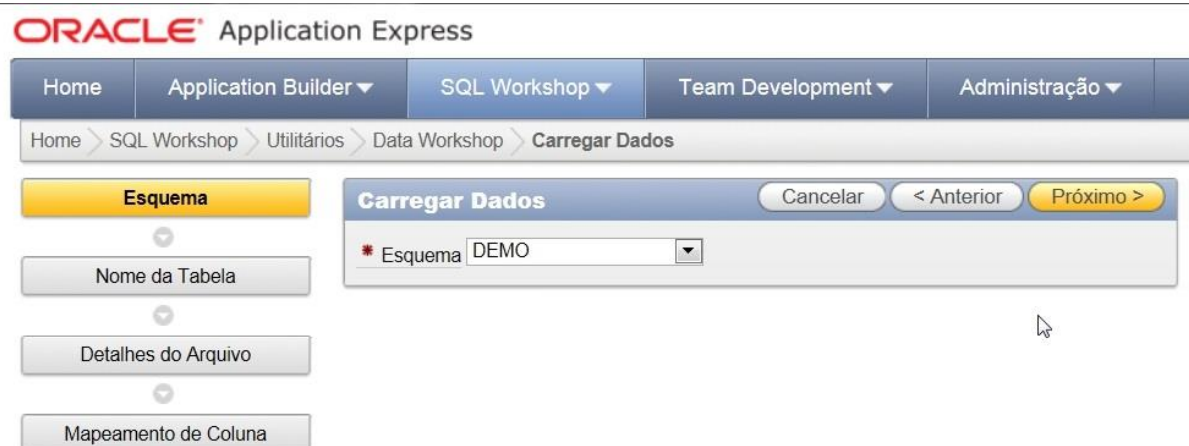 ORACLE Application Express
Home Application Builder SQL Workshop Team Development Administração
Home SQL Workshop Utilitários Data Workshop Carregar Dados
Esquema
Nome da Tabela
Detalhes do Arquivo
Mapeamento de Coluna
Carregar Dados Cancelar < Anterior Próximo >
* Esquema DEMO